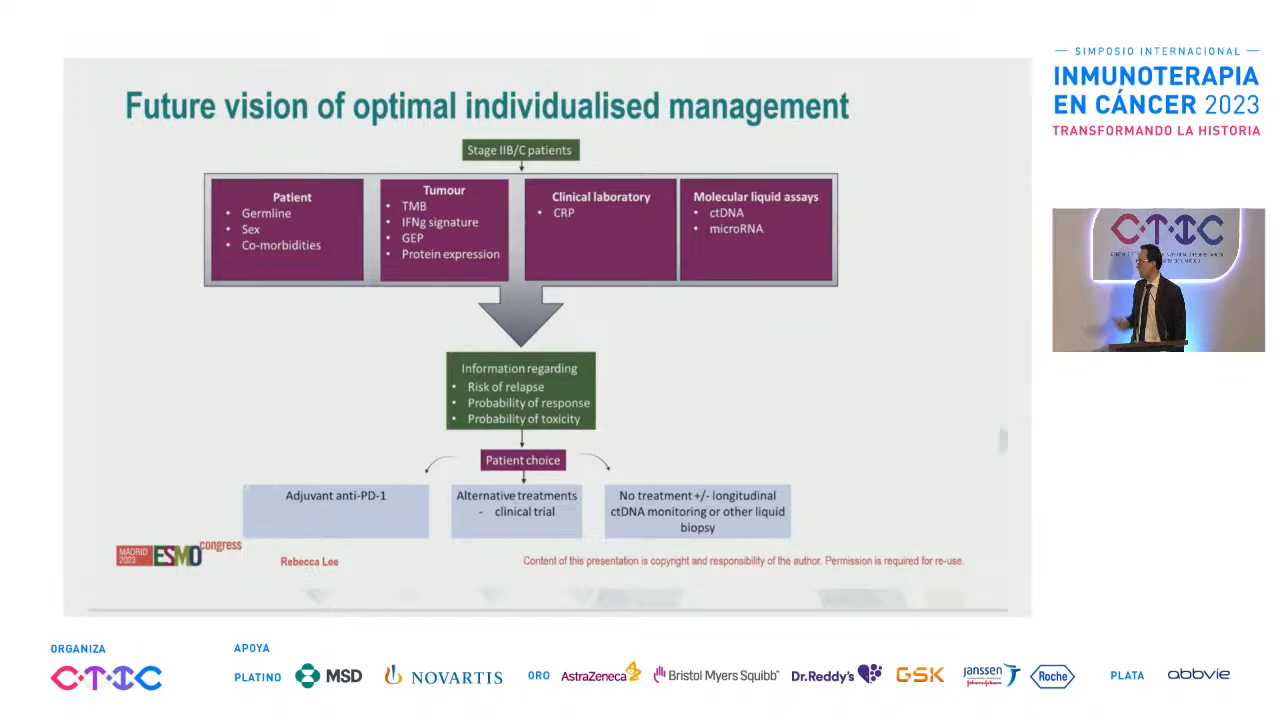 SIMPOSIO INTERNACIONAL
INMUNOTERAPIA
EN CÁNCER 2023
TRANSFORMANDO LA HISTORIA
Future vision of optimal individualised management
Stage IIB/C patients
Patient
• Germline
• Sex
• Co-morbidities
Tumour
• TMB
• IFNg signature
• GEP
• Protein expression
Clinical laboratory
• CRP
Molecular liquid assays
• ctDNA
• microRNA
Information regarding
• Risk of relapse
• Probability of response
• Probability of toxicity
Patient choice
Adjuvant anti-PD-1
Alternative treatments
- clinical trial
No treatment +/- longitudinal
ctDNA monitoring or other liquid
biopsy
MADRID
2023
ESMO congress
Rebecca Lee
Content of this presentation is copyright and responsibility of the author. Permission is required for re-use.
CTIC
ORGANIZA
CTIC
APOYA
PLATINO
MSD
NOVARTIS
ORO
AstraZeneca
Bristol Myers Squibb
Dr.Reddy's
GSK
janssen
Johnson & Johnson
Roche
PLATA
abbvie